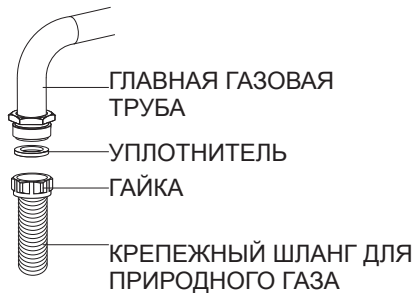 ГЛАВНАЯ ГАЗОВАЯ
ТРУБА
УПЛОТНИТЕЛЬ
ГАЙКА
КРЕПЕЖНЫЙ ШЛАНГ ДЛЯ
ПРИРОДНОГО ГАЗА